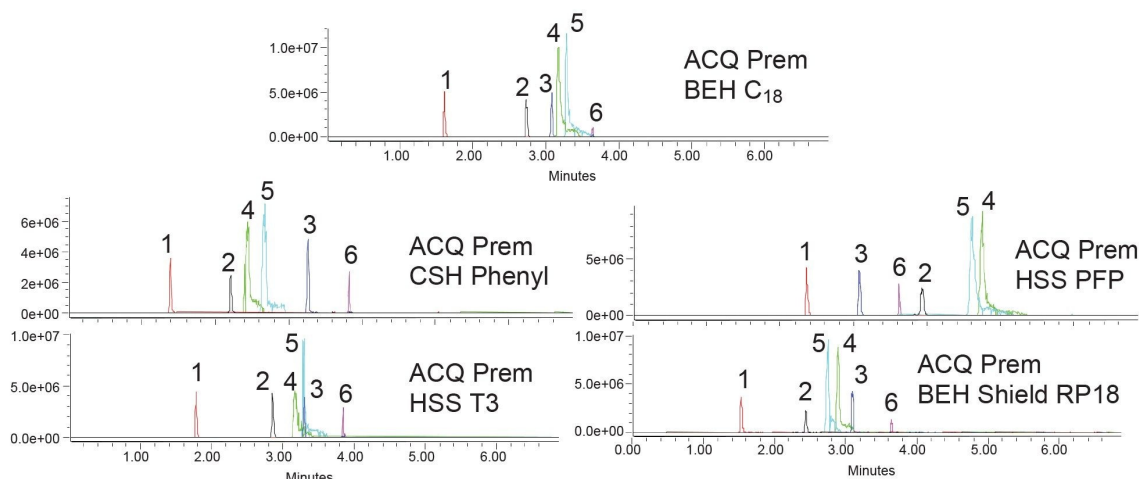 1.0e+07
5.0e+06
0.0e+00
1 2 3 4 5 6
ACQ Prem
BEH C₁₈
1.00 2.00 3.00 4.00 5.00 6.00
Minutes
6e+06
4e+06
2e+06
0e+00
1 2 4 5 3 6
ACQ Prem
CSH Phenyl
5e+06
0e+00
1 3 6 2 5 4
ACQ Prem
HSS PFP
1.0e+07
5.0e+06
0.0e+00
1 2 4 5 3 6
ACQ Prem
HSS T3
1.00 2.00 3.00 4.00 5.00 6.00
Minutes
1.0e+07
5.0e+06
0.0e+00
1 2 5 4 3 6
ACQ Prem
BEH Shield RP18
0.00 1.00 2.00 3.00 4.00 5.00 6.00
Minutes